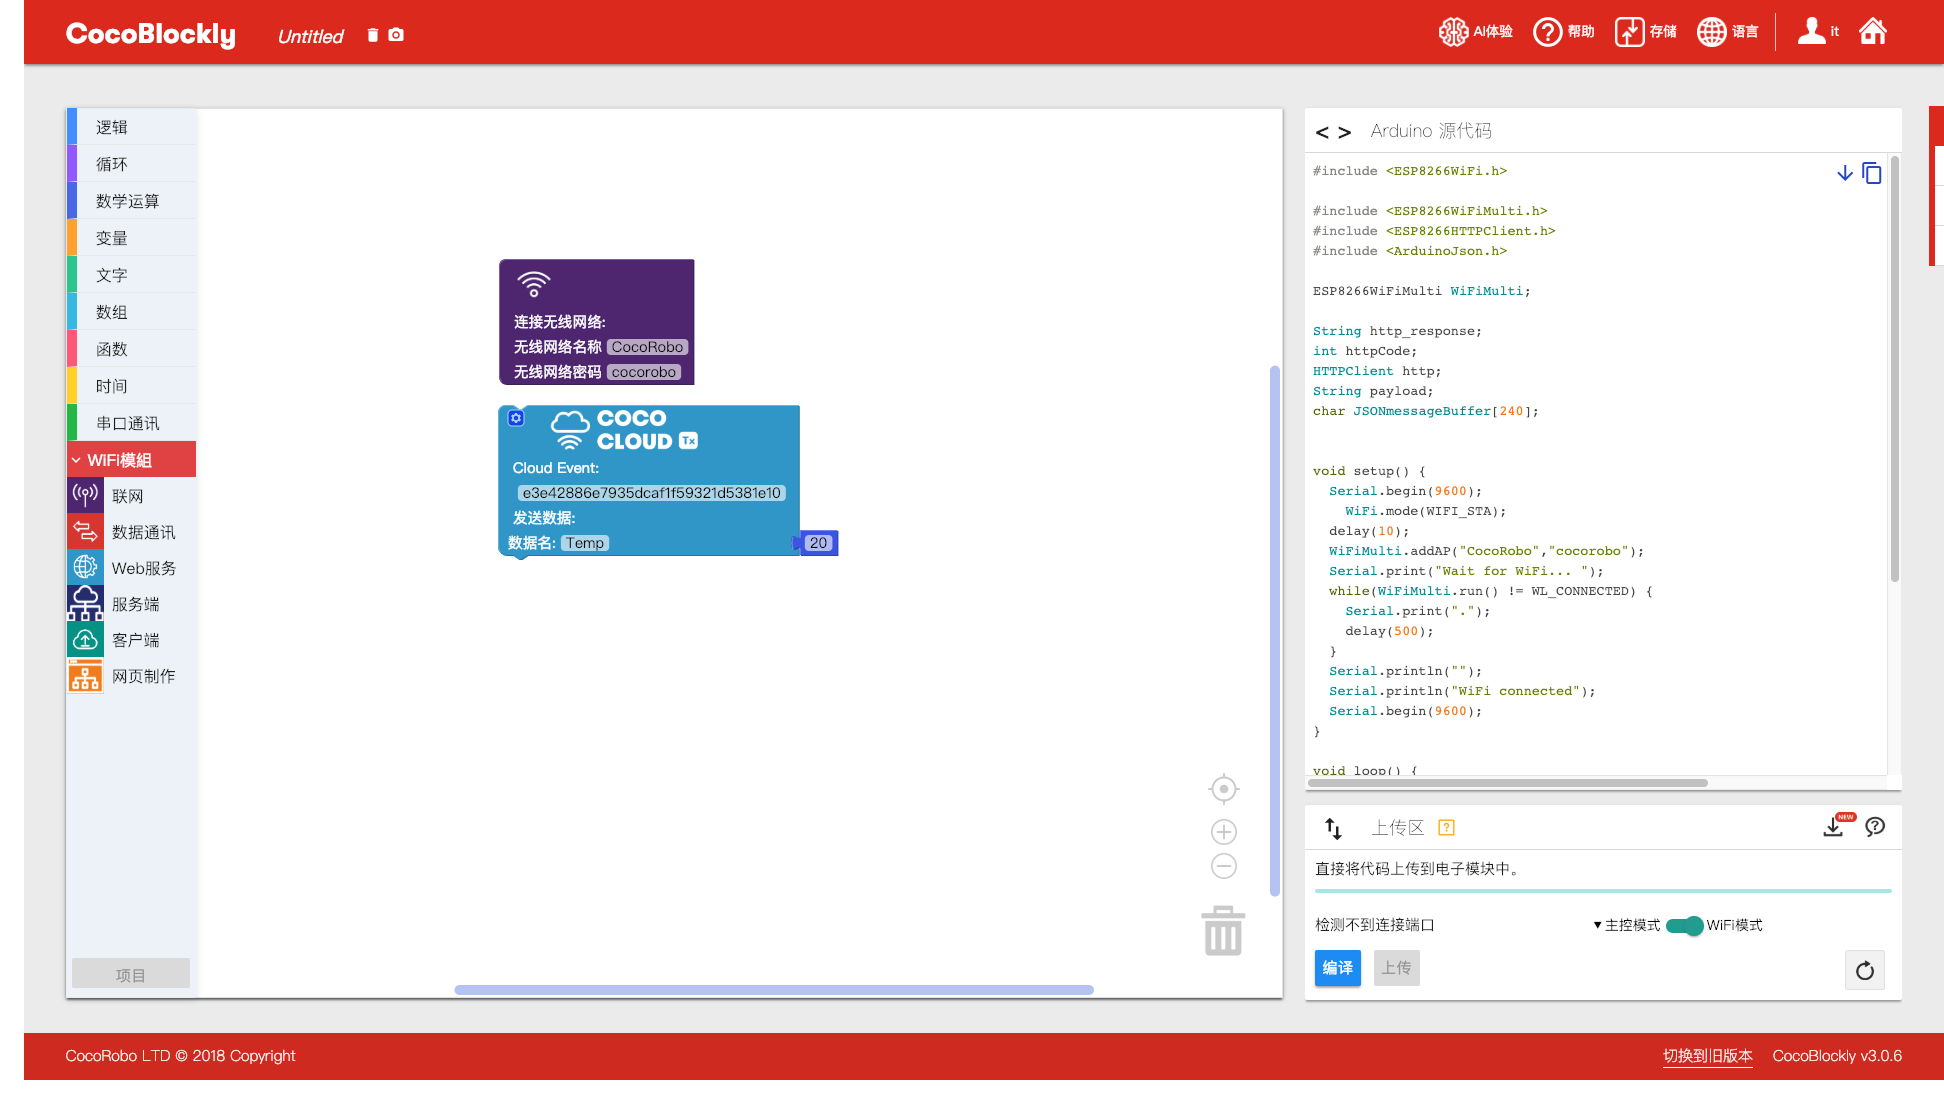 CocoBlockly
Untitled
AI体验
帮助
存储
语言
it
逻辑
循环
数学运算
变量
文字
数组
函数
时间
串口通讯
WiFi模組
联网
数据通讯
Web服务
服务端
客户端
网页制作
项目
连接无线网络:
无线网络名称 CocoRobo
无线网络密码 cocorobo
COCO
CLOUD Tx
Cloud Event:
e3e42886e7935dcaf1f59321d5381e10
发送数据:
数据名: Temp
20
< > Arduino 源代码
#include <ESP8266WiFi.h>
#include <ESP8266WiFiMulti.h>
#include <ESP8266HTTPClient.h>
#include <ArduinoJson.h>
ESP8266WiFiMulti WiFiMulti;
String http_response;
int httpCode;
HTTPClient http;
String payload;
char JSONmessageBuffer[240];
void setup() {
Serial.begin(9600);
WiFi.mode(WIFI_STA);
delay(10);
WiFiMulti.addAP("CocoRobo","cocorobo");
Serial.print("Wait for WiFi... ");
while(WiFiMulti.run() != WL_CONNECTED) {
Serial.print(".");
delay(500);
}
Serial.println("");
Serial.println("WiFi connected");
Serial.begin(9600);
}
void loop() {
上传区 ?
NEW
直接将代码上传到电子模块中。
检测不到连接端口
▼主控模式
WiFi模式
编译
上传
CocoRobo LTD © 2018 Copyright
切换到旧版本
CocoBlockly v3.0.6